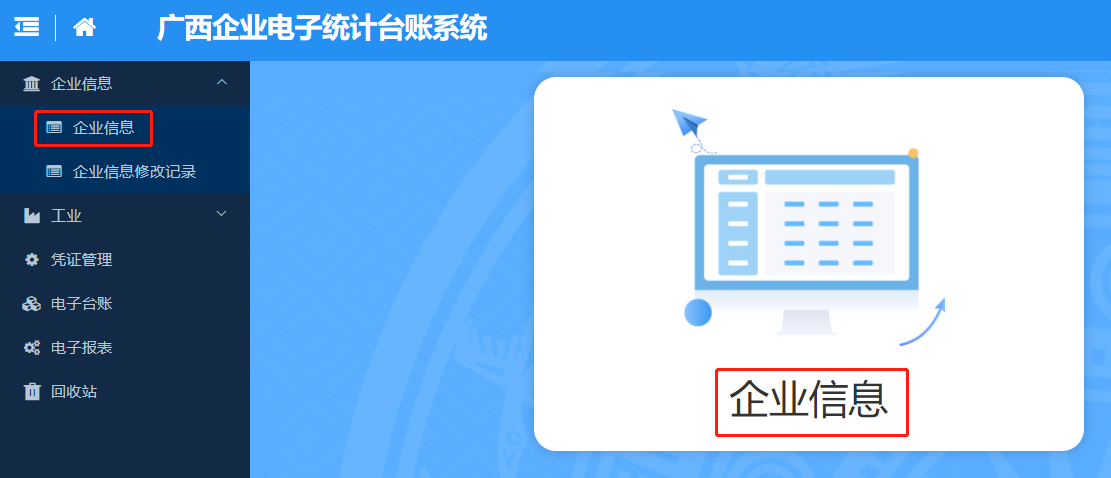 广西企业电子统计台账系统
企业信息
企业信息
企业信息修改记录
工业
凭证管理
电子台账
电子报表
回收站
企业信息